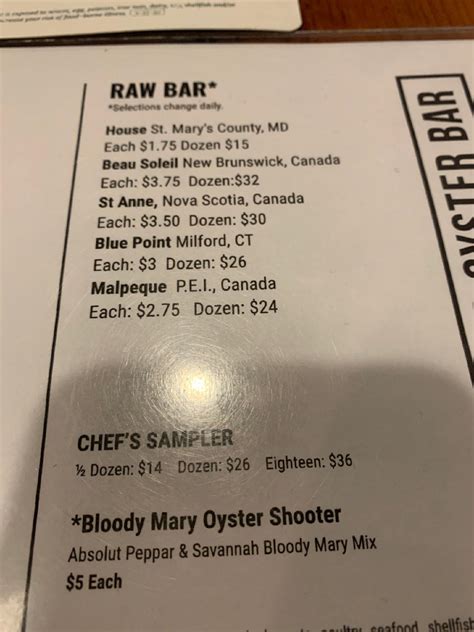 RAW BAR*
*Selections change daily.
House St. Mary's County, MD
Each $1.75 Dozen $15
Beau Soleil New Brunswick, Canada
Each: $3.75 Dozen:$32
St Anne, Nova Scotia, Canada
Each: $3.50 Dozen: $30
Blue Point Milford, CT
Each: $3 Dozen: $26
Malpeque P.E.I., Canada
Each: $2.75 Dozen: $24
OYSTER BAR
CHEF'S SAMPLER
½ Dozen: $14 Dozen: $26 Eighteen: $36
*Bloody Mary Oyster Shooter
Absolut Peppar & Savannah Bloody Mary Mix
$5 Each
poultry, seafood, shellfish